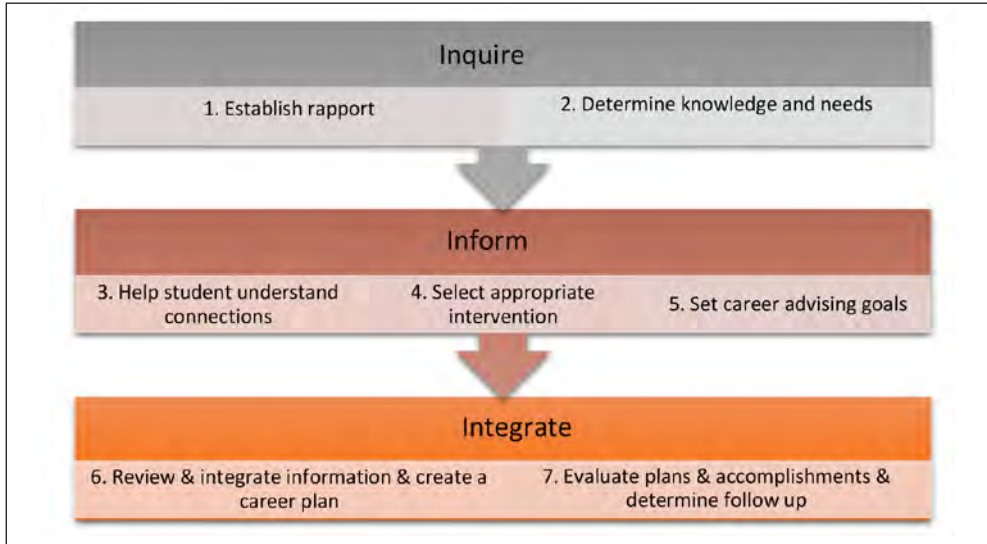 Inquire
1. Establish rapport
2. Determine knowledge and needs
Inform
3. Help student understand
connections
4. Select appropriate
intervention
5. Set career advising goals
Integrate
6. Review & integrate information & create a
career plan
7. Evaluate plans & accomplishments &
determine follow up